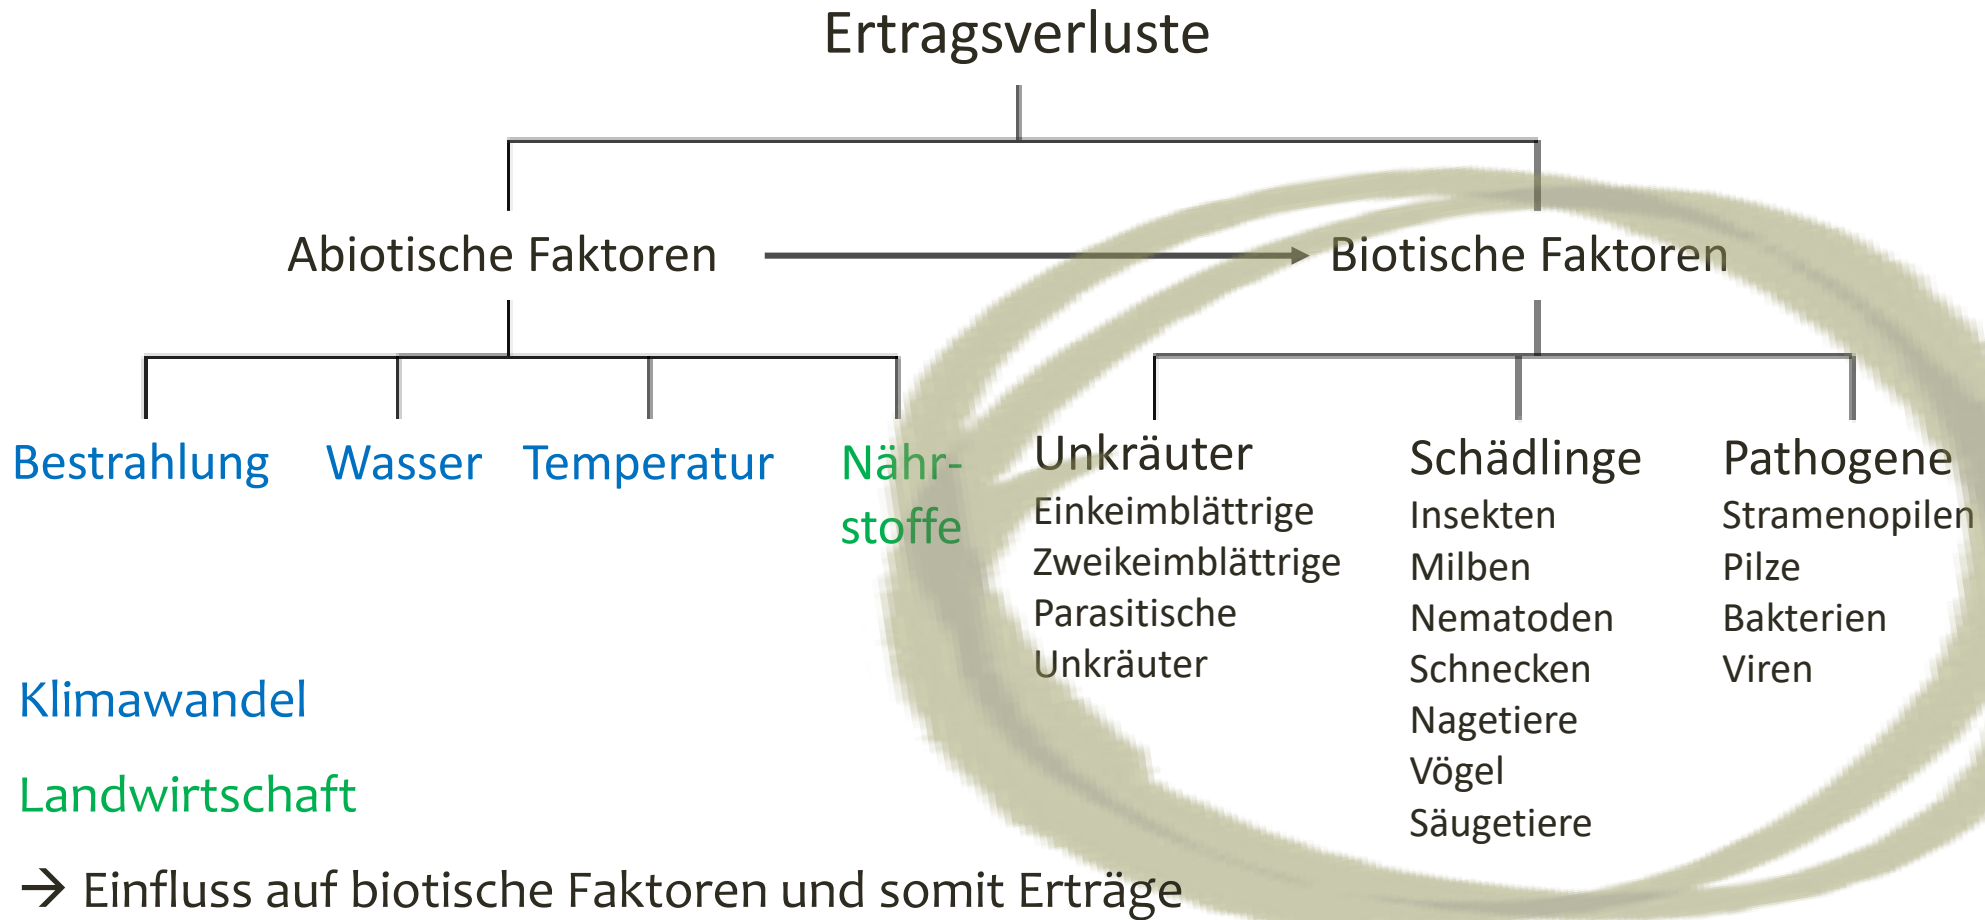 Ertragsverluste
Abiotische Faktoren
Biotische Faktoren
Bestrahlung
Wasser
Temperatur
Nähr-
stoffe
Unkräuter
Einkeimblättrige
Zweikeimblättrige
Parasitische
Unkräuter
Schädlinge
Insekten
Milben
Nematoden
Schnecken
Nagetiere
Vögel
Säugetiere
Pathogene
Stramenopilen
Pilze
Bakterien
Viren
Klimawandel
Landwirtschaft
→ Einfluss auf biotische Faktoren und somit Erträge